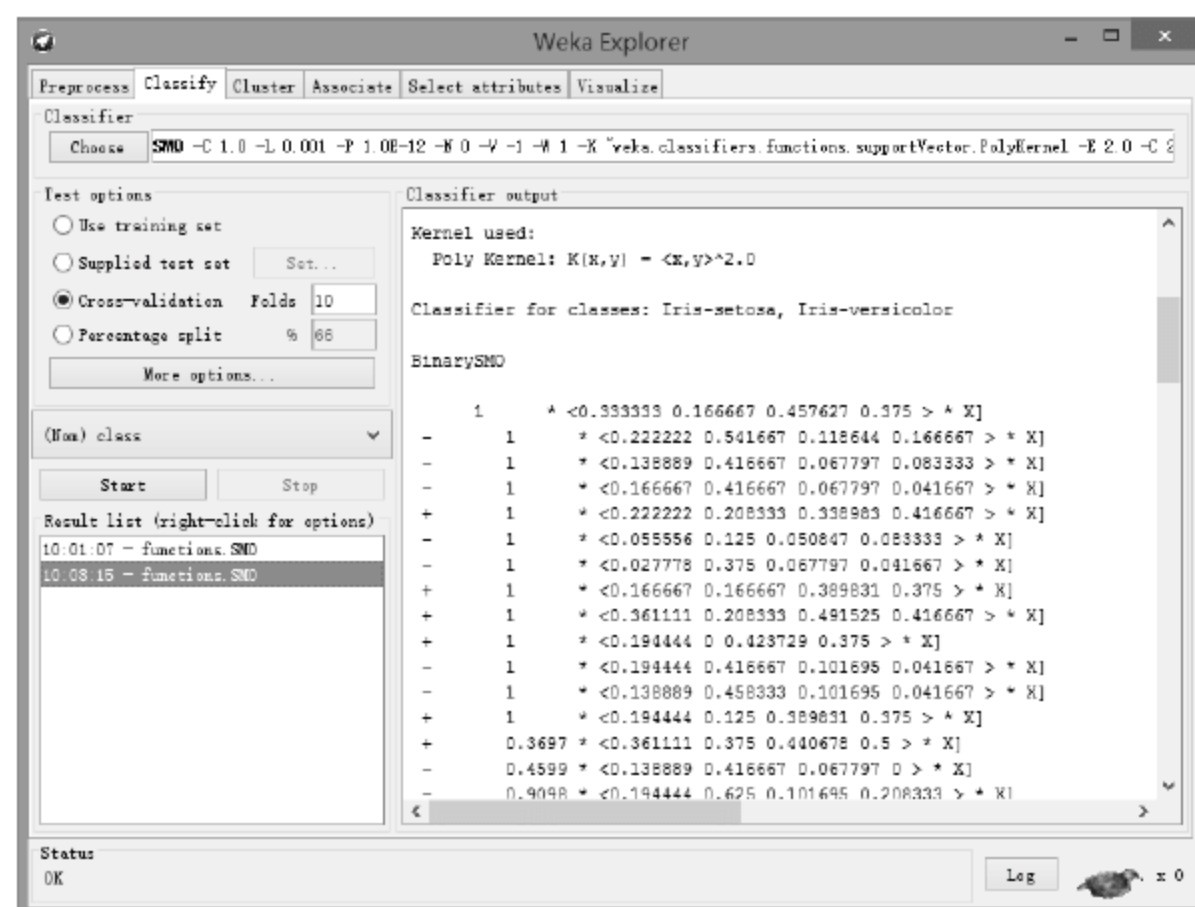 Weka Explorer
Preprocess Classify Cluster Associate Select attributes Visualize
Classifier
Choose SMO -C 1.0 -L 0.001 -P 1.0E-12 -N 0 -V -1 -W 1 -K "weka.classifiers.functions.supportVector.PolyKernel -E 2.0 -C 2
Test options
Use training set
Supplied test set Set...
Cross-validation Folds 10
Percentage split % 66
More options...
(Nom) class
Start Stop
Result list (right-click for options)
10:01:07 - functions.SMO
10:08:15 - functions.SMO
Classifier output
Kernel used:
Poly Kernel: K(x,y) = <x,y>^2.0
Classifier for classes: Iris-setosa, Iris-versicolor
BinarySMO
1 * <0.333333 0.166667 0.457627 0.375 > * X]
- 1 * <0.222222 0.541667 0.118644 0.166667 > * X]
- 1 * <0.138889 0.416667 0.067797 0.083333 > * X]
- 1 * <0.166667 0.416667 0.067797 0.041667 > * X]
+ 1 * <0.222222 0.208333 0.338983 0.416667 > * X]
- 1 * <0.055556 0.125 0.050847 0.083333 > * X]
- 1 * <0.027778 0.375 0.067797 0.041667 > * X]
+ 1 * <0.166667 0.166667 0.389831 0.375 > * X]
+ 1 * <0.361111 0.208333 0.491525 0.416667 > * X]
+ 1 * <0.194444 0 0.423729 0.375 > * X]
- 1 * <0.194444 0.416667 0.101695 0.041667 > * X]
- 1 * <0.138889 0.458333 0.101695 0.041667 > * X]
+ 1 * <0.194444 0.125 0.389831 0.375 > * X]
+ 0.3697 * <0.361111 0.375 0.440678 0.5 > * X]
- 0.4599 * <0.138889 0.416667 0.067797 0 > * X]
- 0.9098 * <0.194444 0.625 0.101695 0.208333 > * X]
Status
OK
Log
x 0